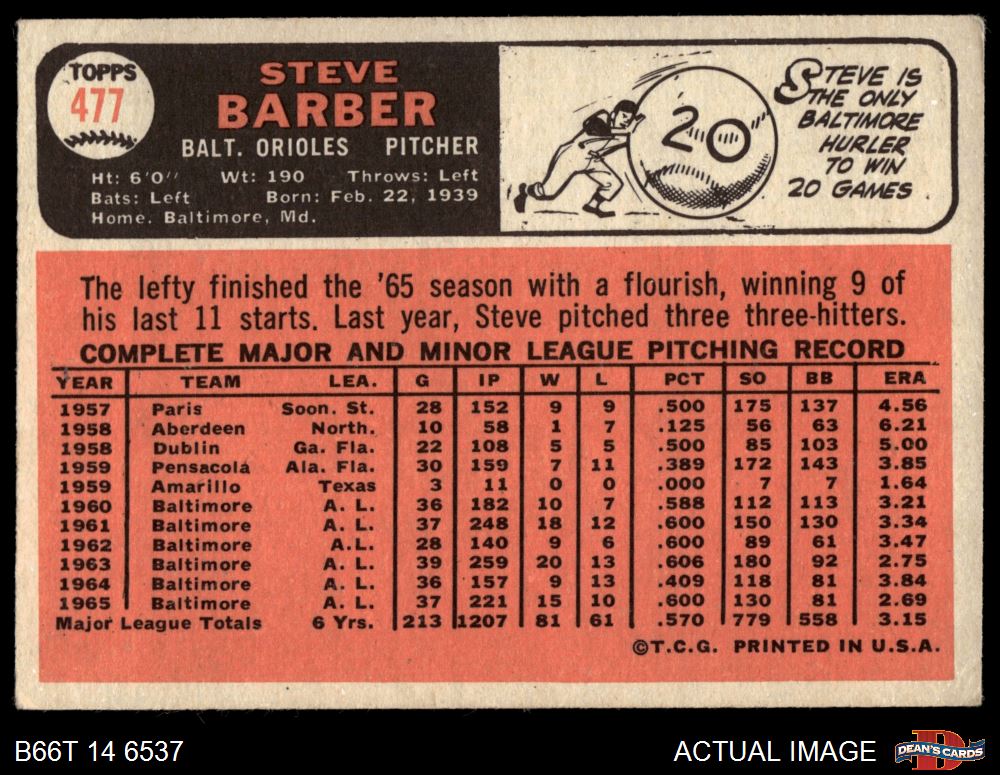 TOPPS
477
STEVE
BARBER
BALT. ORIOLES PITCHER
Ht: 6'0" Wt: 190 Throws: Left
Bats: Left Born: Feb. 22, 1939
Home. Baltimore, Md.
20
STEVE IS
THE ONLY
BALTIMORE
HURLER
TO WIN
20 GAMES
The lefty finished the '65 season with a flourish, winning 9 of
his last 11 starts. Last year, Steve pitched three three-hitters.
COMPLETE MAJOR AND MINOR LEAGUE PITCHING RECORD
YEAR TEAM LEA. G IP W L PCT SO BB ERA
1957 Paris Soon. St. 28 152 9 9 .500 175 137 4.56
1958 Aberdeen North. 10 58 1 7 .125 56 63 6.21
1958 Dublin Ga. Fla. 22 108 5 5 .500 85 103 5.00
1959 Pensacola Ala. Fla. 30 159 7 11 .389 172 143 3.85
1959 Amarillo Texas 3 11 0 0 .000 7 7 1.64
1960 Baltimore A. L. 36 182 10 7 .588 112 113 3.21
1961 Baltimore A. L. 37 248 18 12 .600 150 130 3.34
1962 Baltimore A.L. 28 140 9 6 .600 89 61 3.47
1963 Baltimore A. L. 39 259 20 13 .606 180 92 2.75
1964 Baltimore A. L. 36 157 9 13 .409 118 81 3.84
1965 Baltimore A. L. 37 221 15 10 .600 130 81 2.69
Major League Totals 6 Yrs. 213 1207 81 61 .570 779 558 3.15
©T.C.G. PRINTED IN U.S.A.
B66T 14 6537
ACTUAL IMAGE
D
DEAN'S CARDS